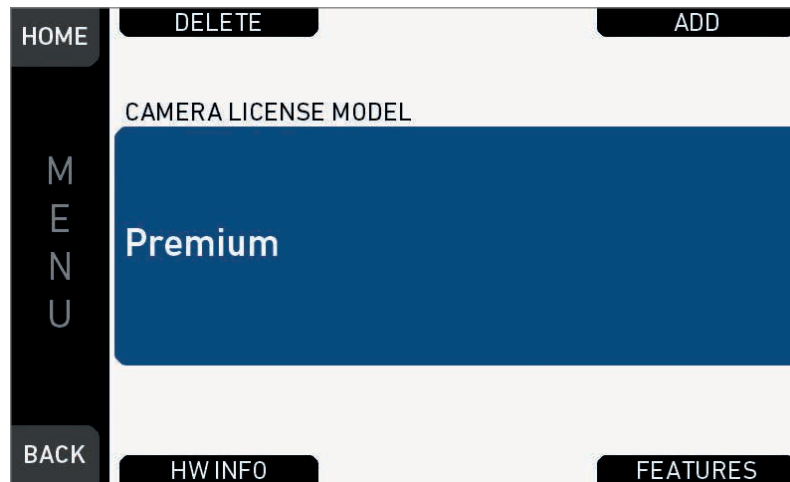 HOME
DELETE
ADD
CAMERA LICENSE MODEL
M
E
N
U
Premium
BACK
HW INFO
FEATURES